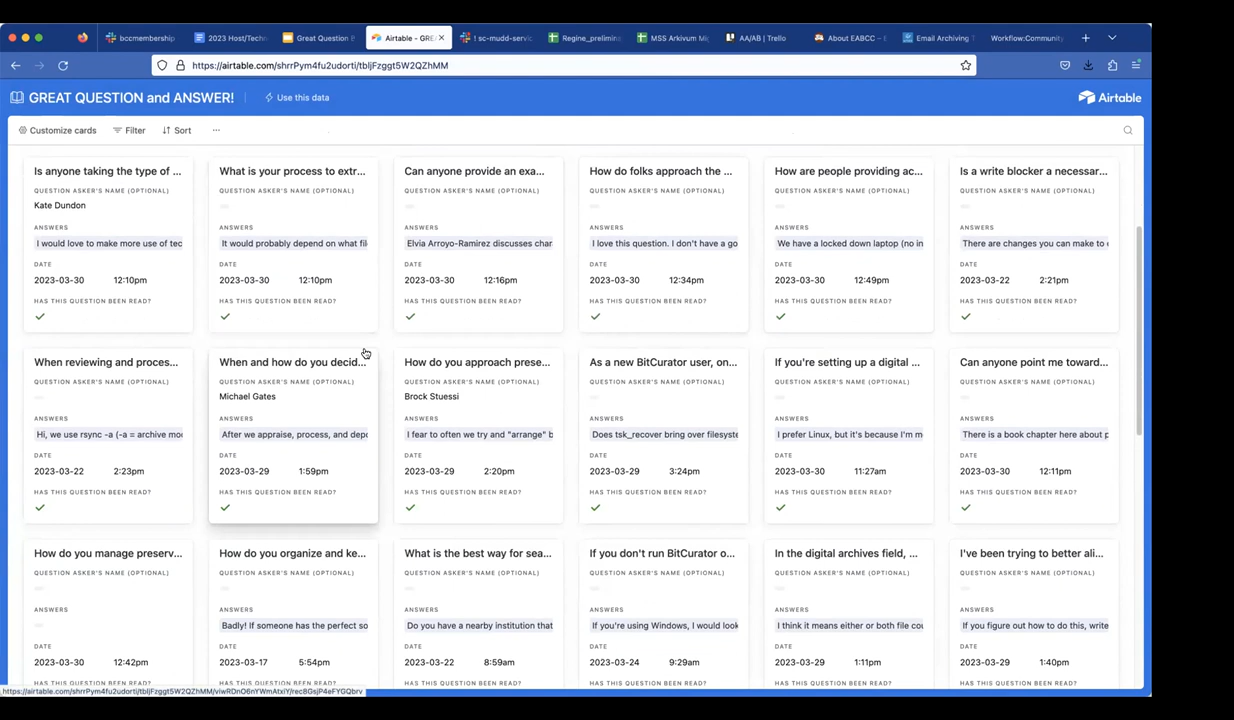 bccmembership
2023 Host/Techn
Great Question B
Airtable - GRE
! sc-mudd-servi
Regine_prelimina
MSS Arkivum Mig
AA/AB | Trello
About EABCC – E
Email Archiving T
Workflow:Community
https://airtable.com/shrrPym4fu2udorti/tbljFzggt5W2QZhMM
GREAT QUESTION and ANSWER!
Use this data
Airtable
Customize cards
Filter
Sort
...
Is anyone taking the type of ...
What is your process to extr...
Can anyone provide an exa...
How do folks approach the ...
How are people providing ac...
Is a write blocker a necessar...
QUESTION ASKER'S NAME (OPTIONAL)
QUESTION ASKER'S NAME (OPTIONAL)
QUESTION ASKER'S NAME (OPTIONAL)
QUESTION ASKER'S NAME (OPTIONAL)
QUESTION ASKER'S NAME (OPTIONAL)
QUESTION ASKER'S NAME (OPTIONAL)
Kate Dundon
ANSWERS
ANSWERS
ANSWERS
ANSWERS
ANSWERS
ANSWERS
I would love to make more use of tec
It would probably depend on what fil
Elvia Arroyo-Ramirez discusses char
I love this question. I don't have a go
We have a locked down laptop (no in
There are changes you can make to
DATE
DATE
DATE
DATE
DATE
DATE
2023-03-30 12:10pm
2023-03-30 12:10pm
2023-03-30 12:16pm
2023-03-30 12:34pm
2023-03-30 12:49pm
2023-03-22 2:21pm
HAS THIS QUESTION BEEN READ?
HAS THIS QUESTION BEEN READ?
HAS THIS QUESTION BEEN READ?
HAS THIS QUESTION BEEN READ?
HAS THIS QUESTION BEEN READ?
HAS THIS QUESTION BEEN READ?
When reviewing and proces...
When and how do you decid...
How do you approach prese...
As a new BitCurator user, on...
If you're setting up a digital ...
Can anyone point me toward...
QUESTION ASKER'S NAME (OPTIONAL)
QUESTION ASKER'S NAME (OPTIONAL)
QUESTION ASKER'S NAME (OPTIONAL)
QUESTION ASKER'S NAME (OPTIONAL)
QUESTION ASKER'S NAME (OPTIONAL)
QUESTION ASKER'S NAME (OPTIONAL)
Michael Gates
Brock Stuessi
ANSWERS
ANSWERS
ANSWERS
ANSWERS
ANSWERS
ANSWERS
Hi, we use rsync -a (-a = archive mod
After we appraise, process, and depo
I fear to often we try and "arrange" b
Does tsk_recover bring over filesyste
I prefer Linux, but it's because I'm m
There is a book chapter here about p
DATE
DATE
DATE
DATE
DATE
DATE
2023-03-22 2:23pm
2023-03-29 1:59pm
2023-03-29 2:20pm
2023-03-29 3:24pm
2023-03-30 11:27am
2023-03-30 12:11pm
HAS THIS QUESTION BEEN READ?
HAS THIS QUESTION BEEN READ?
HAS THIS QUESTION BEEN READ?
HAS THIS QUESTION BEEN READ?
HAS THIS QUESTION BEEN READ?
HAS THIS QUESTION BEEN READ?
How do you manage preserv...
How do you organize and ke...
What is the best way for sea...
If you don't run BitCurator o...
In the digital archives field, ...
I've been trying to better ali...
QUESTION ASKER'S NAME (OPTIONAL)
QUESTION ASKER'S NAME (OPTIONAL)
QUESTION ASKER'S NAME (OPTIONAL)
QUESTION ASKER'S NAME (OPTIONAL)
QUESTION ASKER'S NAME (OPTIONAL)
QUESTION ASKER'S NAME (OPTIONAL)
ANSWERS
ANSWERS
ANSWERS
ANSWERS
ANSWERS
ANSWERS
Badly! If someone has the perfect so
Do you have a nearby institution that
If you're using Windows, I would look
I think it means either or both file cou
If you figure out how to do this, write
DATE
DATE
DATE
DATE
DATE
DATE
2023-03-30 12:42pm
2023-03-17 5:54pm
2023-03-22 8:59am
2023-03-24 9:29am
2023-03-29 1:11pm
2023-03-29 1:40pm
https://airtable.com/shrrPym4fu2udorti/tbljFzggt5W2QZhMM/viwRDnO6nYWmAtxiY/rec8GsjP4eFYGQbrv